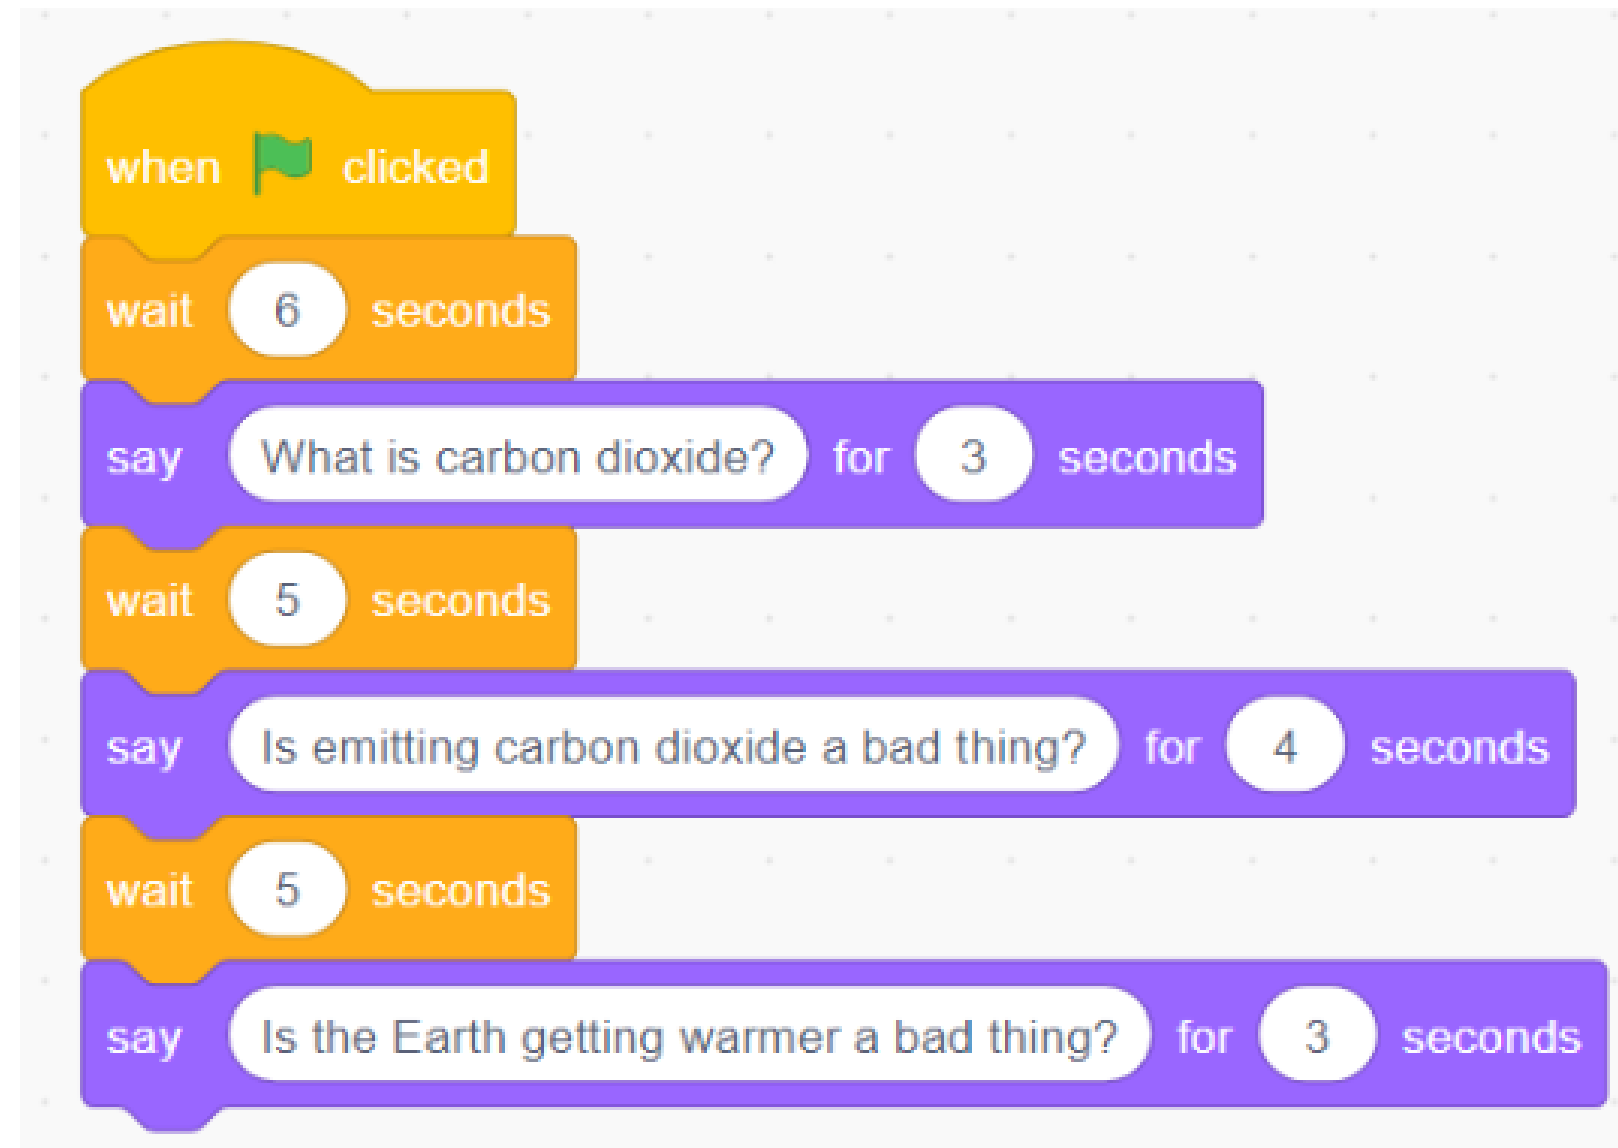 when clicked
wait 6 seconds
say What is carbon dioxide? for 3 seconds
wait 5 seconds
say Is emitting carbon dioxide a bad thing? for 4 seconds
wait 5 seconds
say Is the Earth getting warmer a bad thing? for 3 seconds